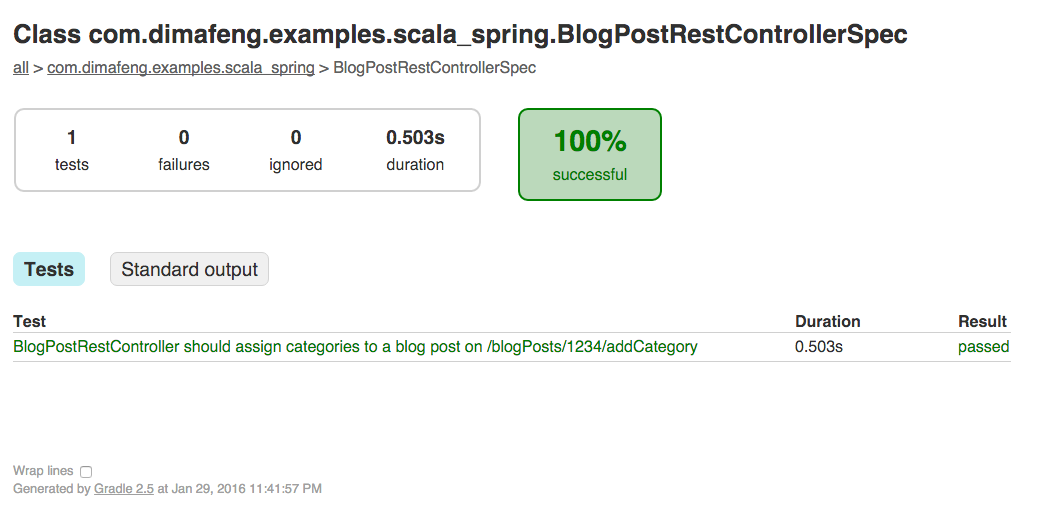 Class com.dimafeng.examples.scala_spring.BlogPostRestControllerSpec
all > com.dimafeng.examples.scala_spring > BlogPostRestControllerSpec
1 0 0 0.503s 100%
tests failures ignored duration successful
Tests Standard output
Test Duration Result
BlogPostRestController should assign categories to a blog post on /blogPosts/1234/addCategory 0.503s passed
Wrap lines
Generated by Gradle 2.5 at Jan 29, 2016 11:41:57 PM